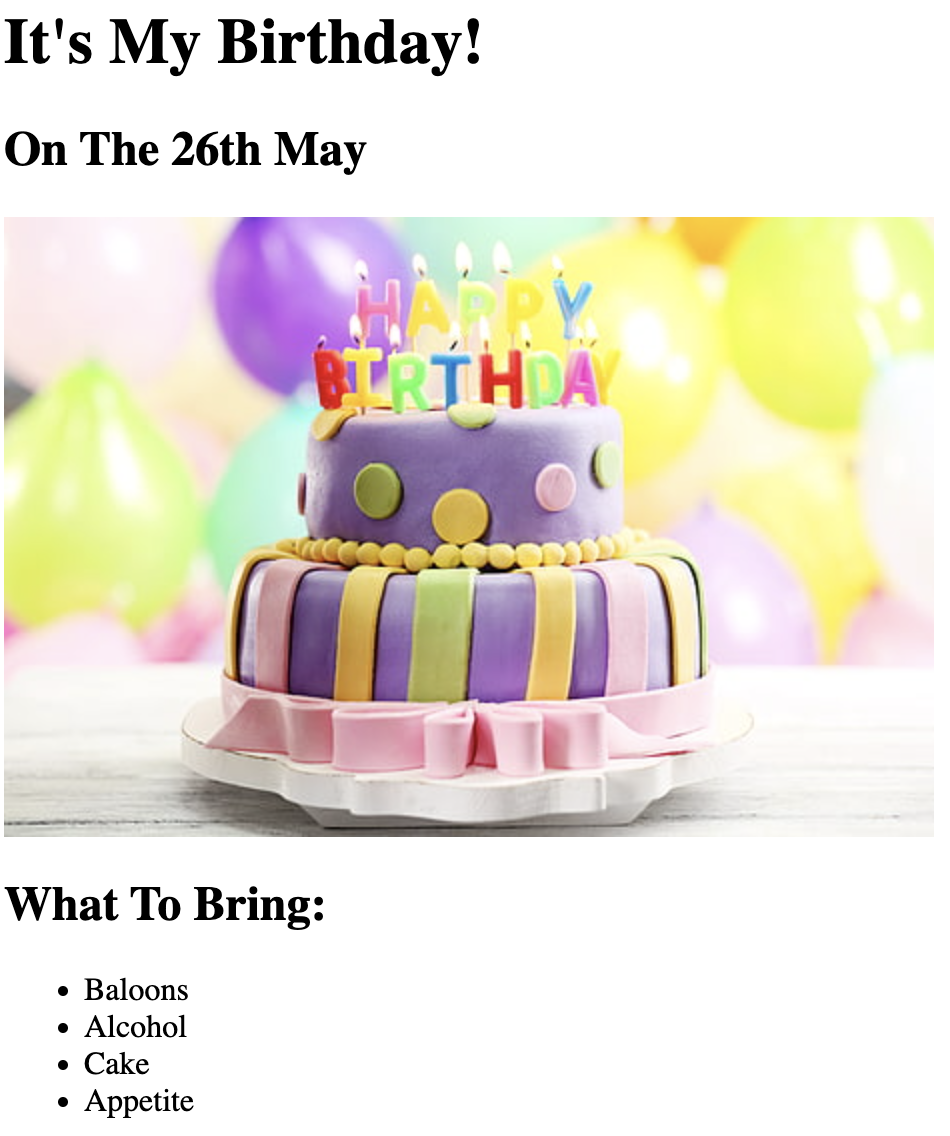 It's My Birthday!
On The 26th May
HAPPY
BIRTHDAY
What To Bring:
Baloons
Alcohol
Cake
Appetite